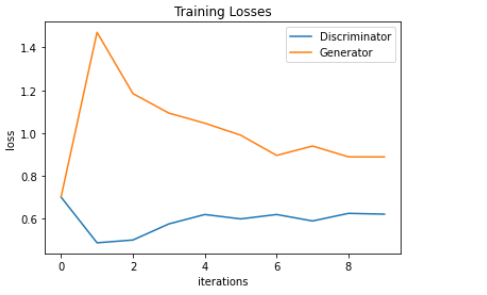 Training Losses
Discriminator
Generator
1.4
1.2
1.0
0.8
0.6
loss
0 2 4 6 8
iterations